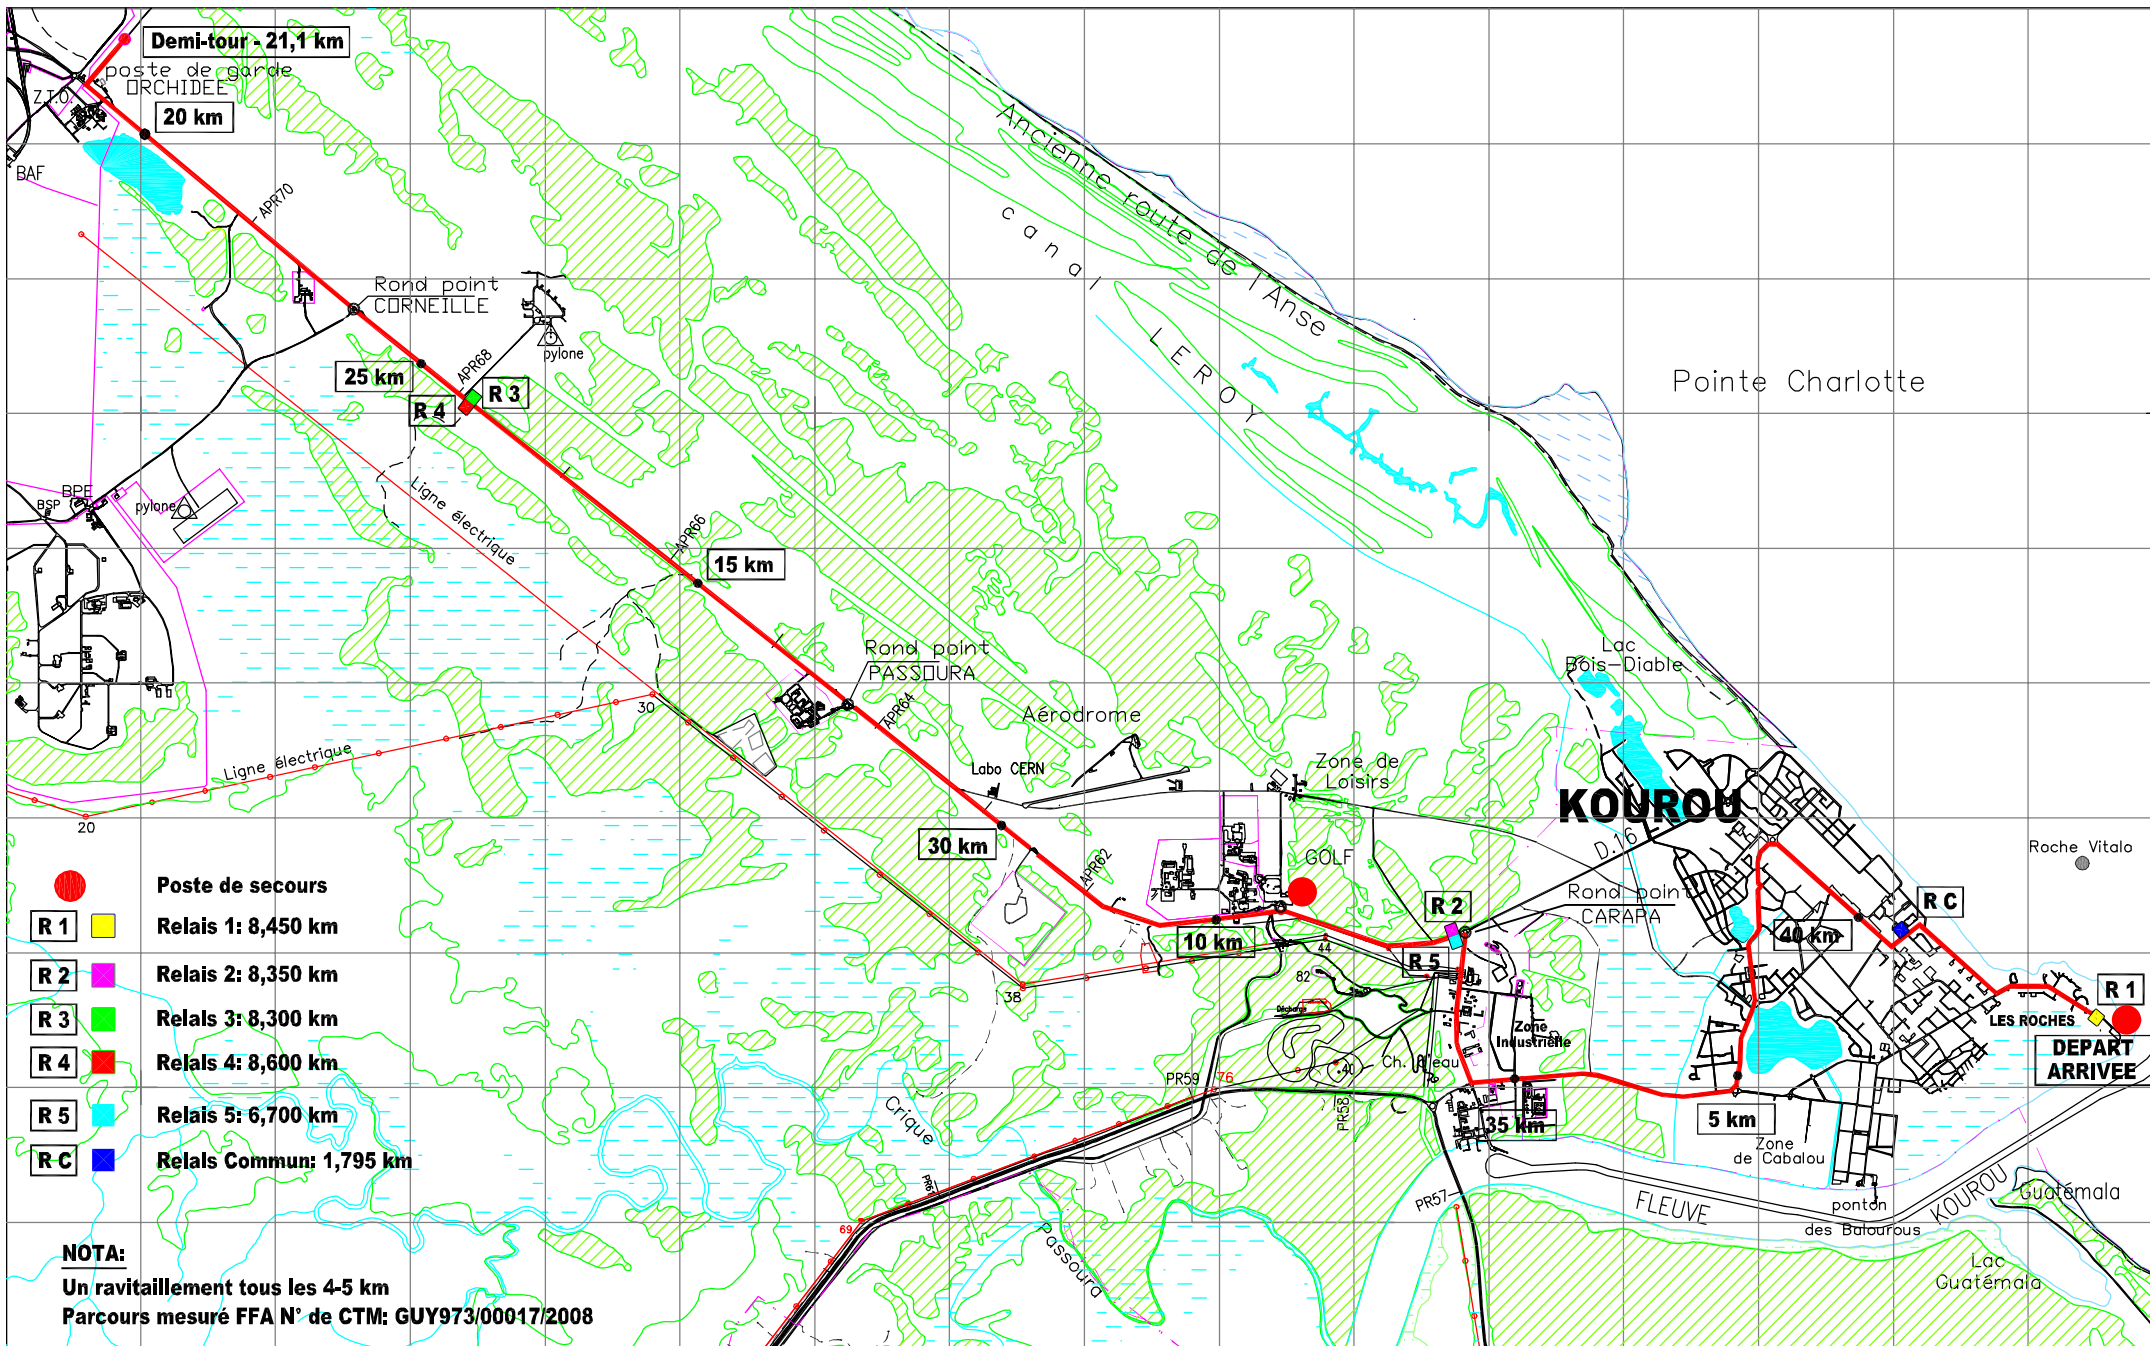 Demi-tour - 21,1 km
poste de garde
ORCHIDEE
Z.T.O.
20 km
BAF
APR70
Rond point
CORNEILLE
pylone
25 km
APR68
R 3
R 4
Ancienne route de l'Anse
canal
LEROY
Pointe Charlotte
BPE
BSP
pylone
Ligne électrique
APR66
15 km
Rond point
PASSOURA
APR64
Aérodrome
Labo CERN
Zone de
Loisirs
Lac
Bois-Diable
KOUROU
D.16
Roche Vitalo
30
Ligne électrique
20
30 km
APR62
GOLF
Rond point
CARAPA
R 2
R C
10 km
40 km
R 5
44
82
38
Décharge
Zone
Industrielle
LES ROCHES
R 1
DEPART
ARRIVEE
Ch. d'eau
.40
PR59
76
PR58
35 km
5 km
Zone
de Cabalou
Crique
Passoura
69
PR57
FLEUVE
KOUROU
ponton
des Balourous
Guatémala
Lac
Guatémala
Poste de secours
R 1 Relais 1: 8,450 km
R 2 Relais 2: 8,350 km
R 3 Relais 3: 8,300 km
R 4 Relais 4: 8,600 km
R 5 Relais 5: 6,700 km
R C Relais Commun: 1,795 km
NOTA:
Un ravitaillement tous les 4-5 km
Parcours mesuré FFA N° de CTM: GUY973/00017/2008